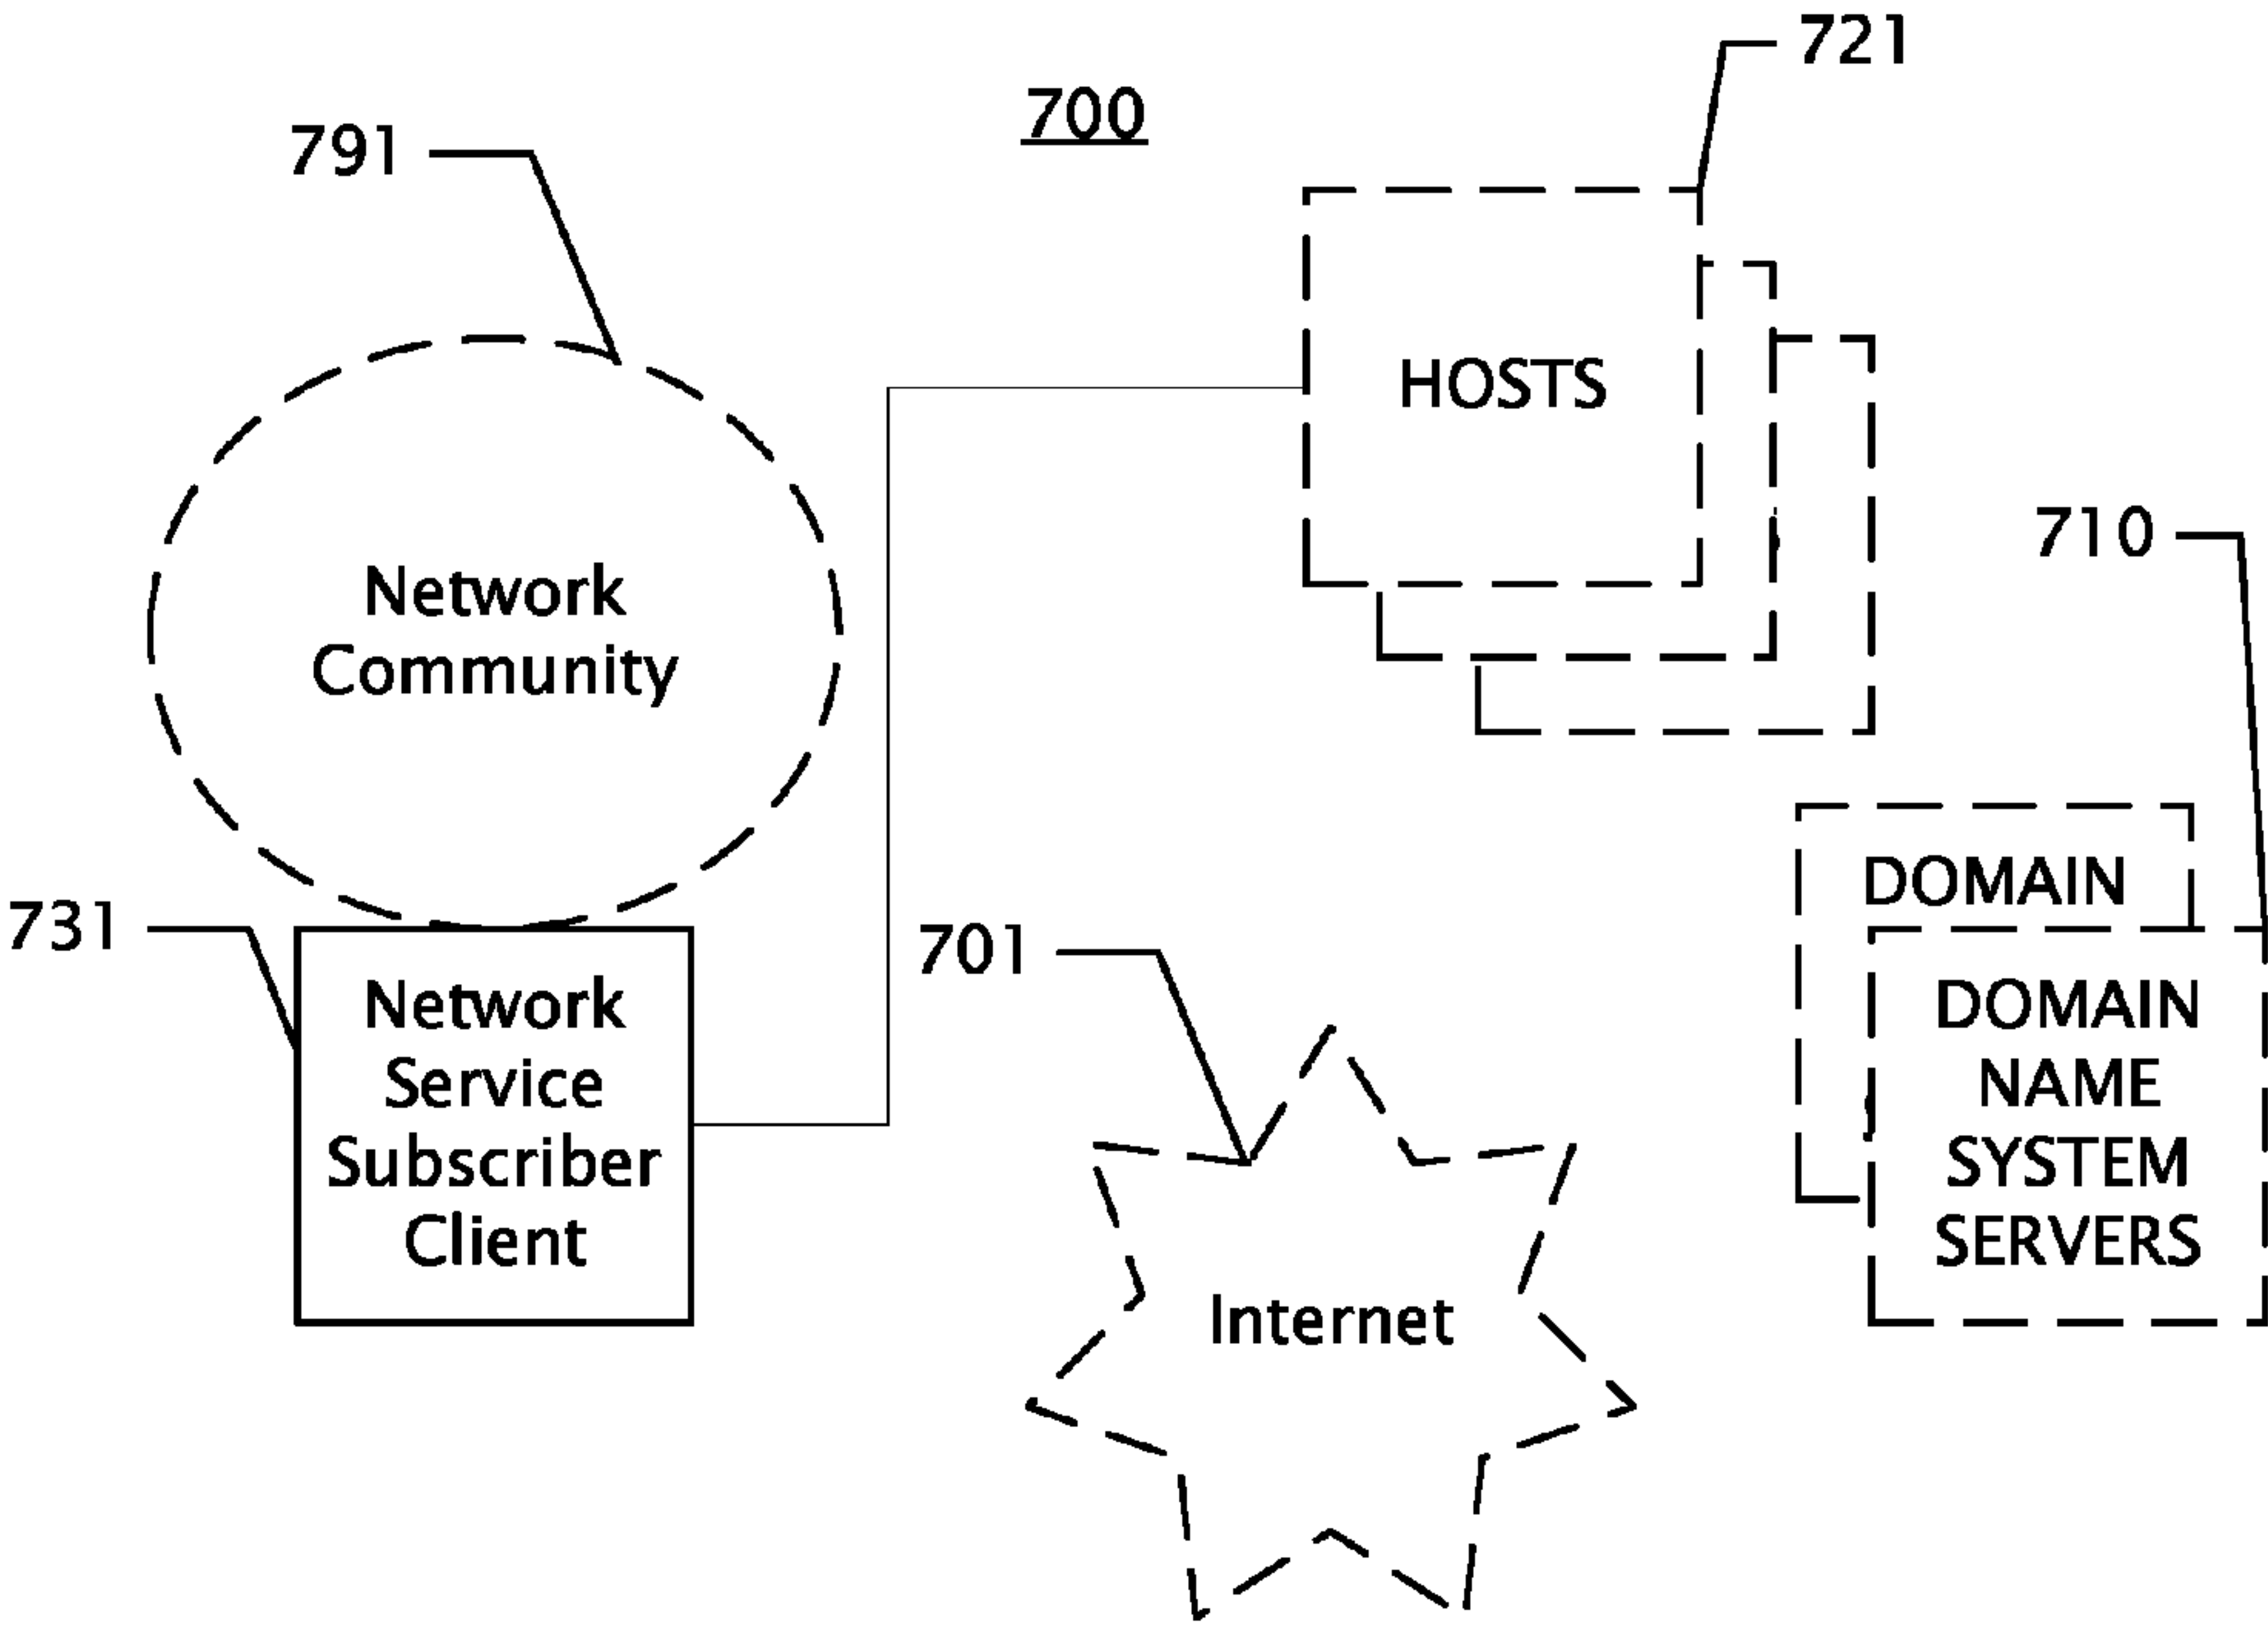 721
700
791
HOSTS
710
Network
Community
DOMAIN
731
Network
Service
Subscriber
Client
701
DOMAIN
NAME
SYSTEM
SERVERS
Internet